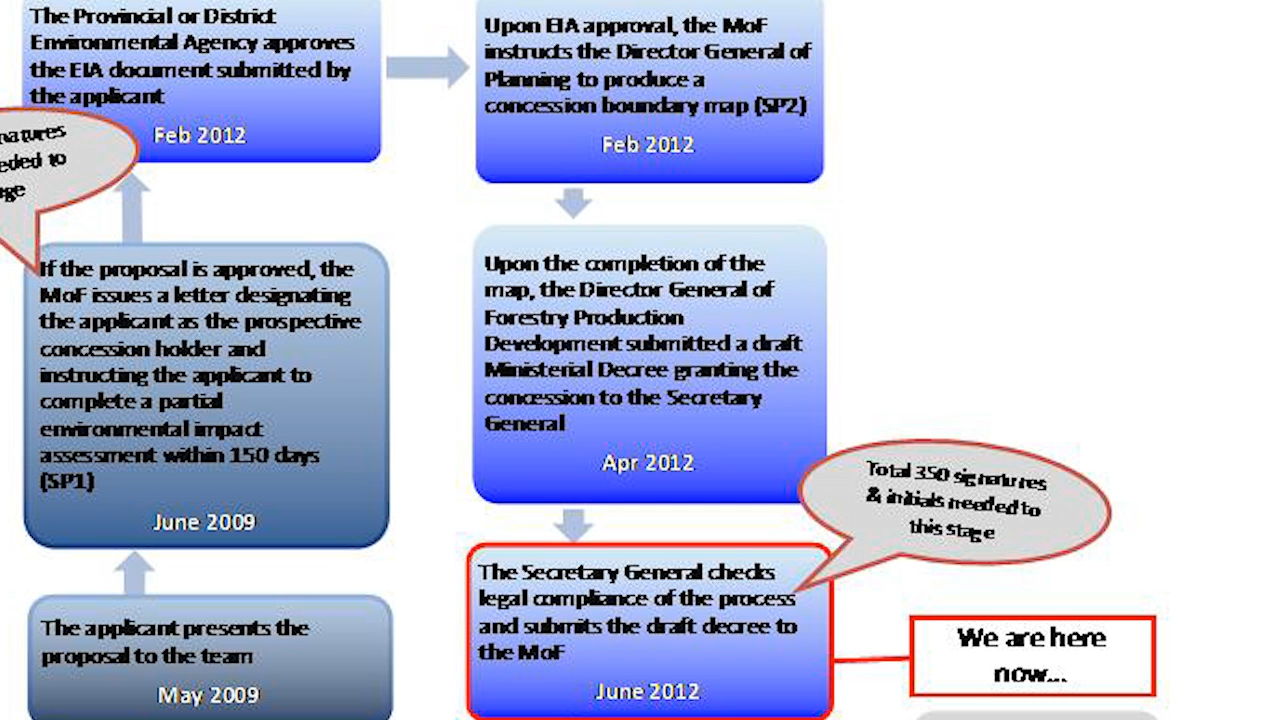 The Provincial or District
Environmental Agency approves
the EIA document submitted by
the applicant
Feb 2012
Upon EIA approval, the MoF
instructs the Director General of
Planning to produce a
concession boundary map (SP2)
Feb 2012
to
If the proposal is approved, the
MoF issues a letter designating
the applicant as the prospective
concession holder and
instructing the applicant to
complete a partial
environmental impact
assessment within 150 days
(SP1)
June 2009
Upon the completion of the
map, the Director General of
Forestry Production
Development submitted a draft
Ministerial Decree granting the
concession to the Secretary
General
Apr 2012
Total 350 signatures
& initials needed to
this stage
The applicant presents the
proposal to the team
May 2009
The Secretary General checks
legal compliance of the process
and submits the draft decree to
the MoF
June 2012
We are here
now...